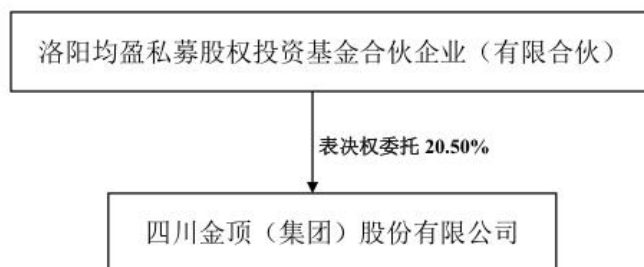 洛阳均盈私募股权投资基金合伙企业（有限合伙）
表决权委托 20.50%
四川金顶（集团）股份有限公司